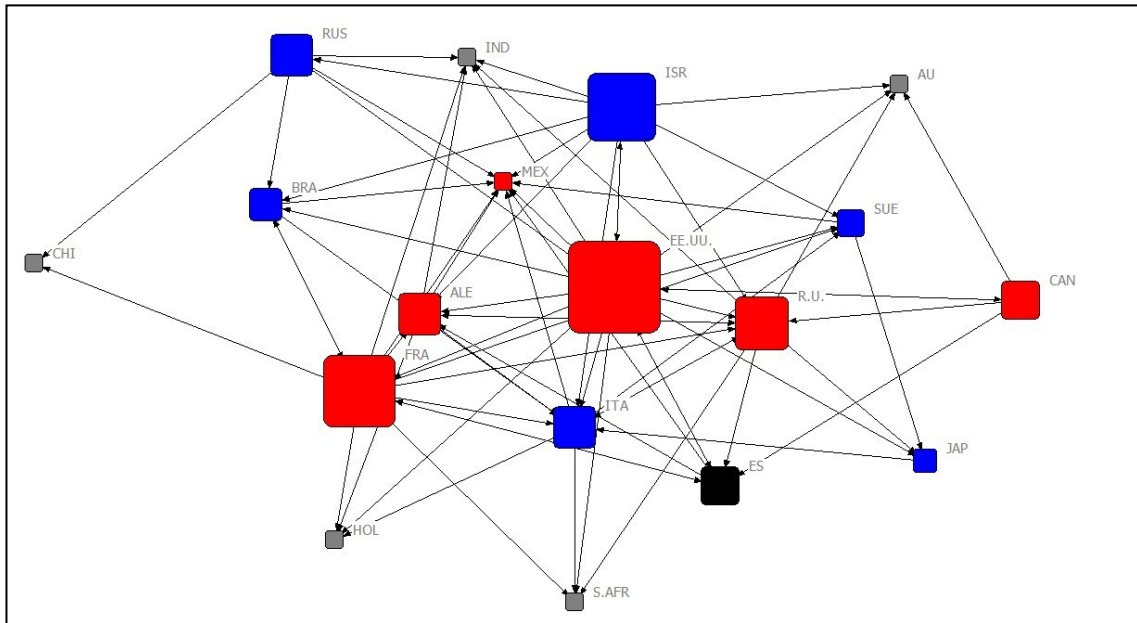 RUS
IND
ISR
AU
MEX
BRA
SUE
EE.UU.
CHI
CAN
ALE
R.U.
FRA
ITA
JAP
ES
HOL
S.AFR